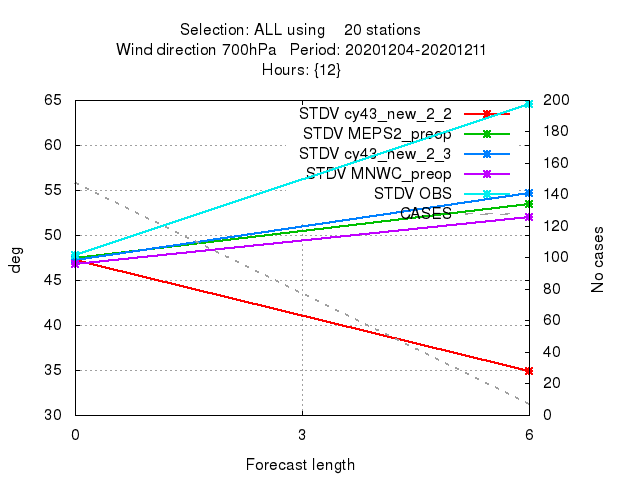 Selection: ALL using    20 stations
Wind direction 700hPa   Period: 20201204-20201211
Hours: {12}
65
60
55
50
45
40
35
30
deg
200
180
160
140
120
100
80
60
40
20
0
No cases
STDV cy43_new_2_2
STDV MEPS2_preop
STDV cy43_new_2_3
STDV MNWC_preop
STDV OBS
CASES
0
3
6
Forecast length